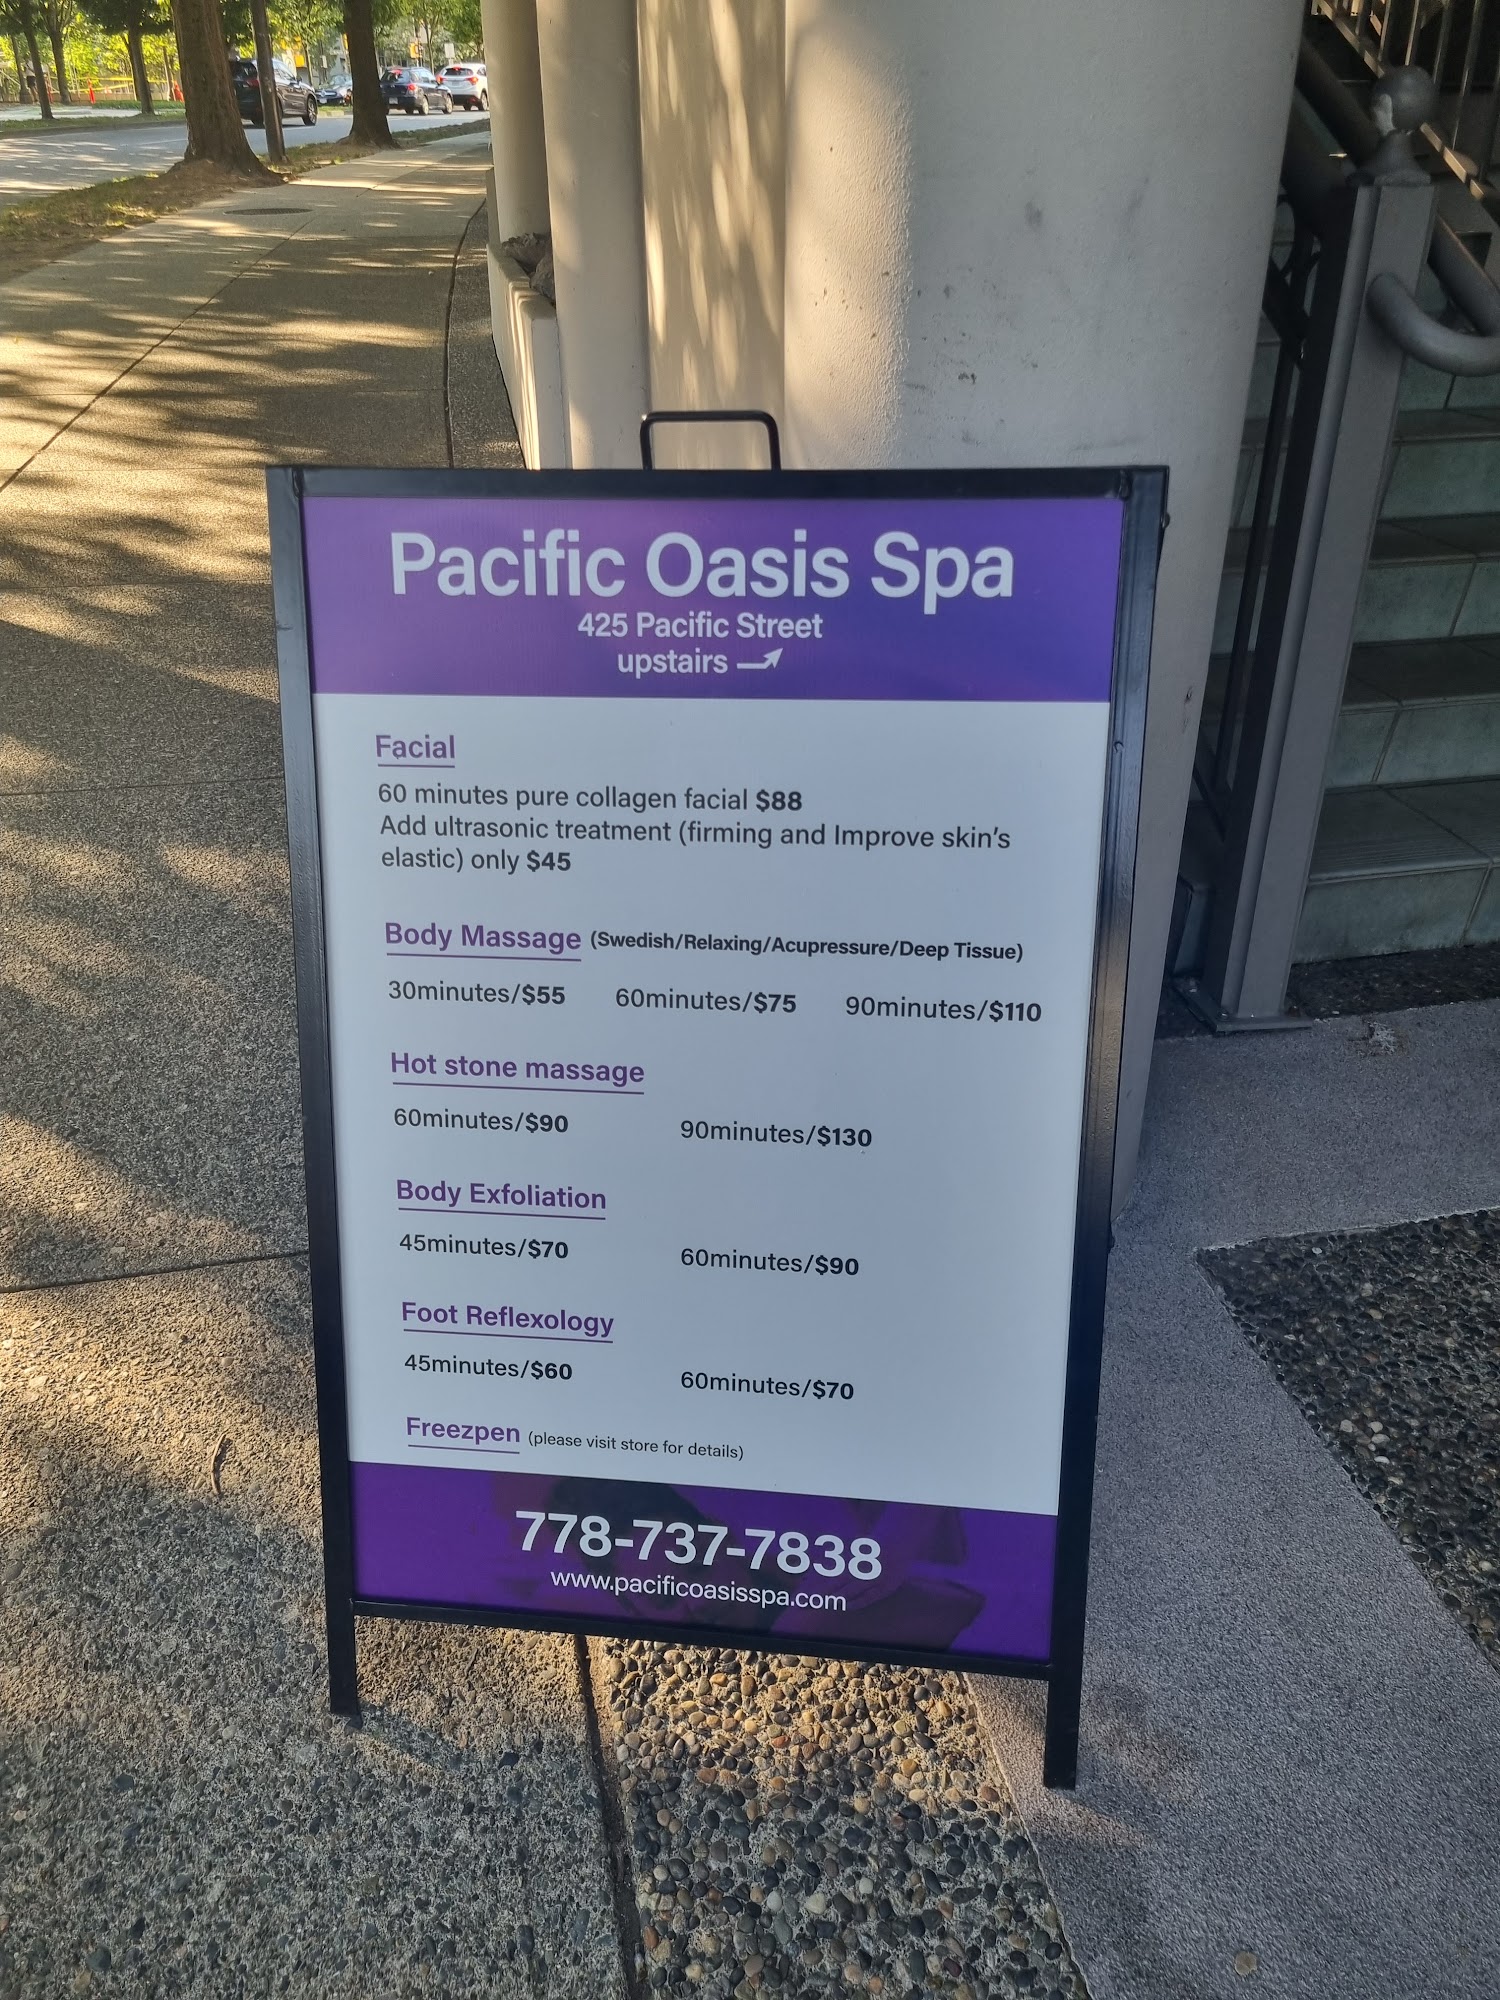 Pacific Oasis Spa
425 Pacific Street
upstairs
Facial
60 minutes pure collagen facial $88
Add ultrasonic treatment (firming and Improve skin's
elastic) only $45
Body Massage (Swedish/Relaxing/Acupressure/Deep Tissue)
30minutes/$55 60minutes/$75 90minutes/$110
Hot stone massage
60minutes/$90 90minutes/$130
Body Exfoliation
45minutes/$70 60minutes/$90
Foot Reflexology
45minutes/$60 60minutes/$70
Freezpen (please visit store for details)
778-737-7838
www.pacificoasisspa.com